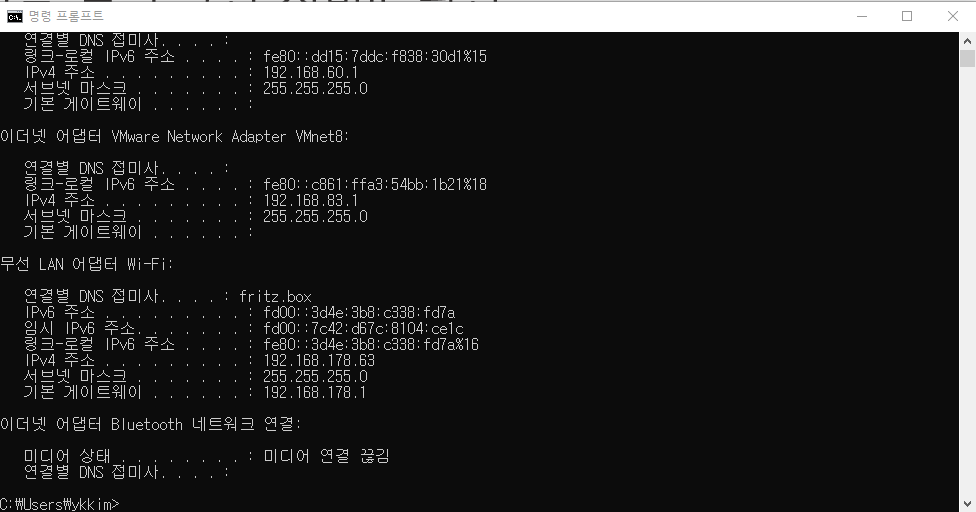 명령 프롬프트
연결별 DNS 접미사. . . . :
링크-로컬 IPv6 주소 . . . . : fe80::dd15:7ddc:f838:30d1%15
IPv4 주소 . . . . . . . . . : 192.168.60.1
서브넷 마스크 . . . . . . . : 255.255.255.0
기본 게이트웨이 . . . . . . :
이더넷 어댑터 VMware Network Adapter VMnet8:
연결별 DNS 접미사. . . . :
링크-로컬 IPv6 주소 . . . . : fe80::c861:ffa3:54bb:1b21%18
IPv4 주소 . . . . . . . . . : 192.168.83.1
서브넷 마스크 . . . . . . . : 255.255.255.0
기본 게이트웨이 . . . . . . :
무선 LAN 어댑터 Wi-Fi:
연결별 DNS 접미사. . . . : fritz.box
IPv6 주소 . . . . . . . . . : fd00::3d4e:3b8:c338:fd7a
임시 IPv6 주소. . . . . . . : fd00::7c42:d67c:8104:ce1c
링크-로컬 IPv6 주소 . . . . : fe80::3d4e:3b8:c338:fd7a%16
IPv4 주소 . . . . . . . . . : 192.168.178.63
서브넷 마스크 . . . . . . . : 255.255.255.0
기본 게이트웨이 . . . . . . : 192.168.178.1
이더넷 어댑터 Bluetooth 네트워크 연결:
미디어 상태 . . . . . . . . : 미디어 연결 끊김
연결별 DNS 접미사. . . . :
C:₩Users₩ykkim>